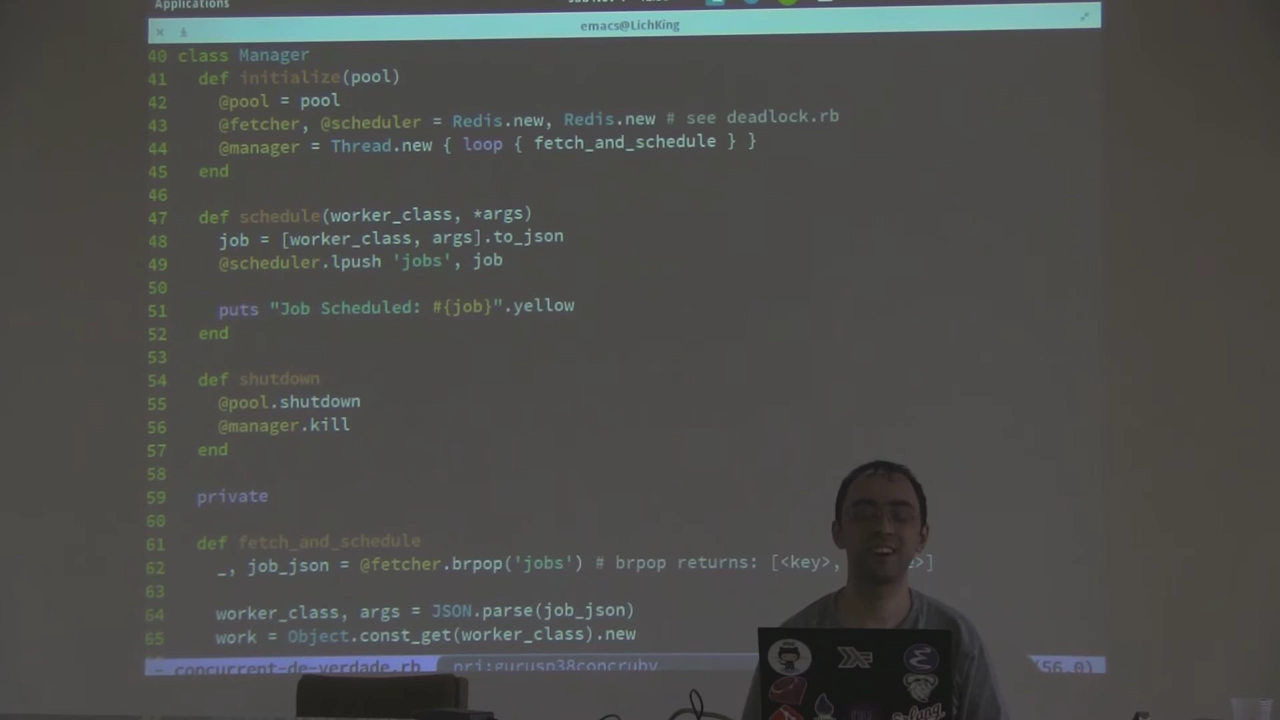 Applications
emacs@LichKing
40 class Manager
41 def initialize(pool)
42 @pool = pool
43 @fetcher, @scheduler = Redis.new, Redis.new # see deadlock.rb
44 @manager = Thread.new { loop { fetch_and_schedule } }
45 end
46
47 def schedule(worker_class, *args)
48 job = [worker_class, args].to_json
49 @scheduler.lpush 'jobs', job
50
51 puts "Job Scheduled: #{job}".yellow
52 end
53
54 def shutdown
55 @pool.shutdown
56 @manager.kill
57 end
58
59 private
60
61 def fetch_and_schedule
62 _, job_json = @fetcher.brpop('jobs') # brpop returns: [<key>, e>]
63
64 worker_class, args = JSON.parse(job_json)
65 work = Object.const_get(worker_class).new
concurrent-de-verdade.rb prj:gurusp38concruby (56,0)